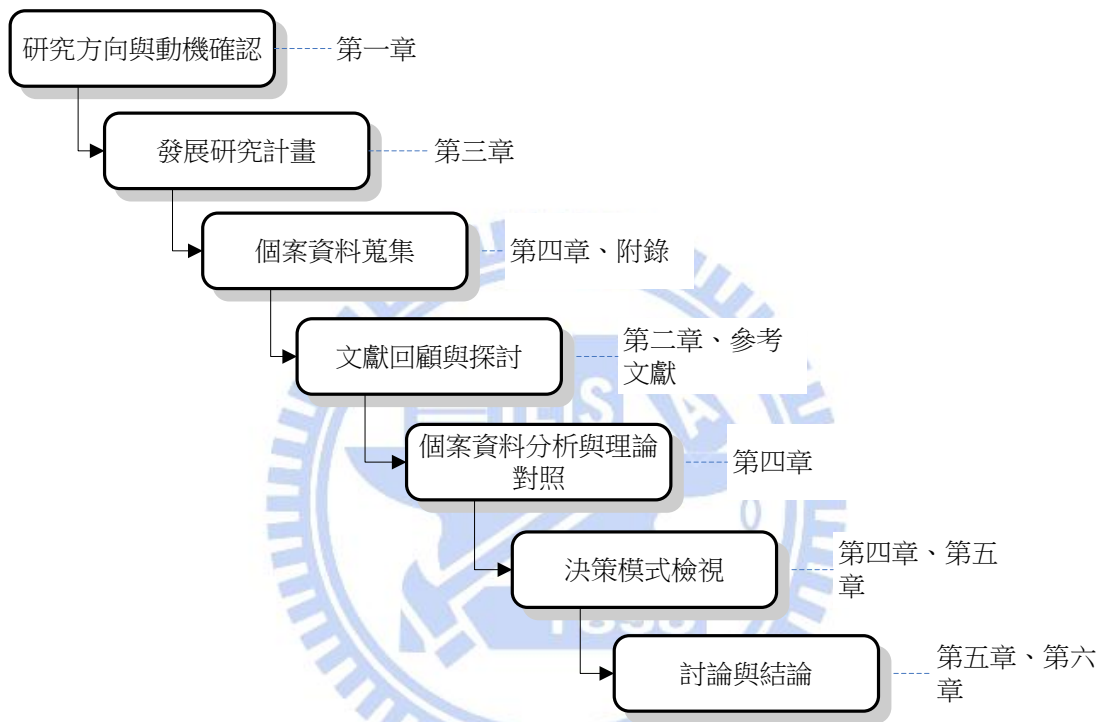 研究方向與動機確認
第一章
發展研究計畫
第三章
個案資料蒐集
第四章、附錄
文獻回顧與探討
第二章、參考
文獻
個案資料分析與理論
對照
第四章
決策模式檢視
第四章、第五
章
討論與結論
第五章、第六
章